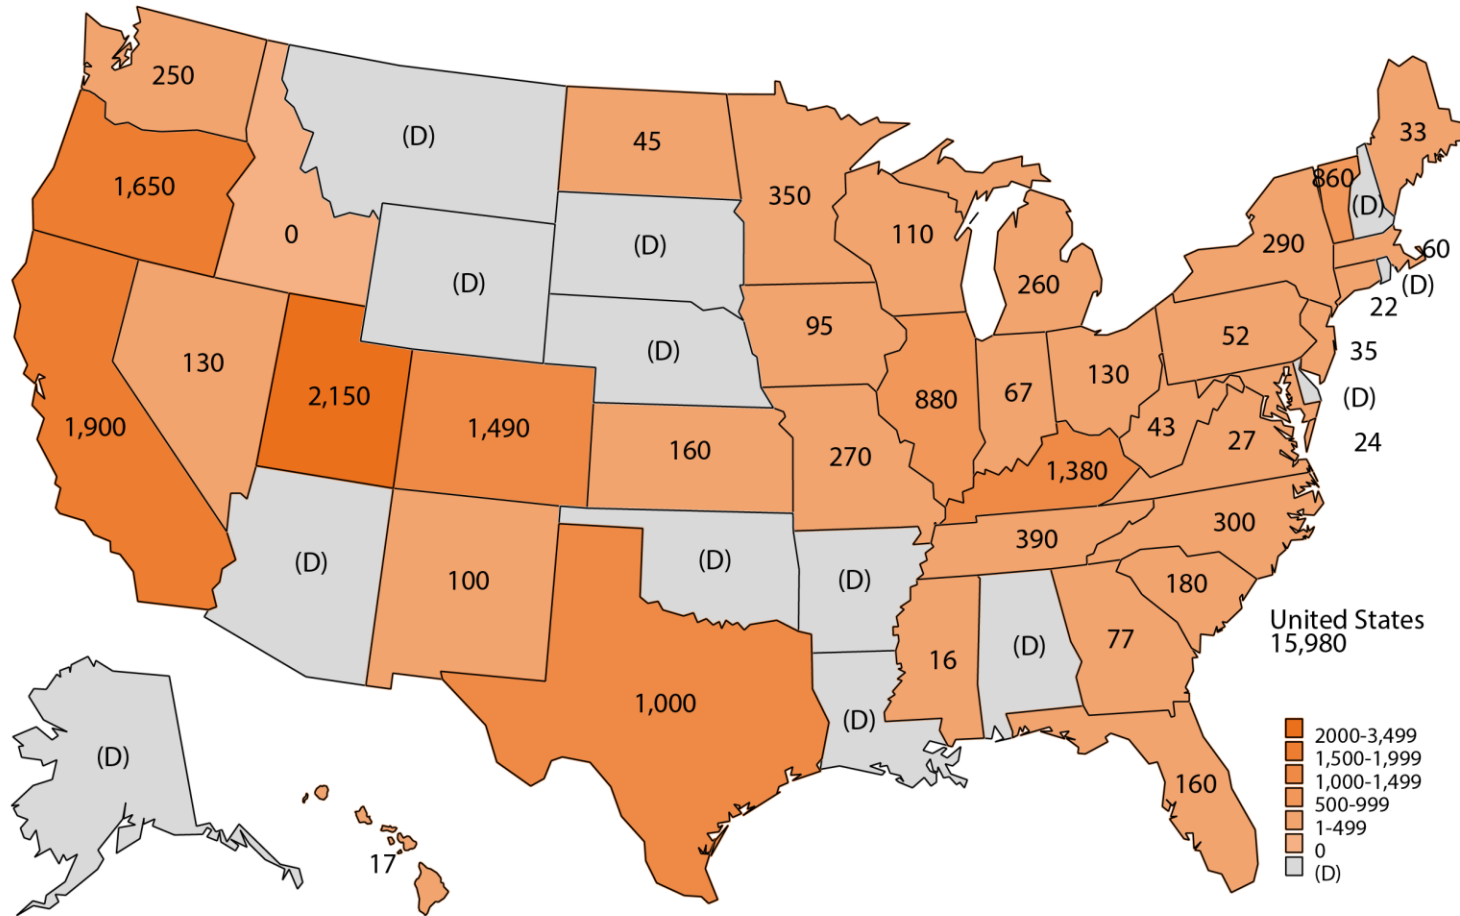 250
(D)
45
33
1,650
350
860
(D)
0
110
290
60
(D)
(D)
260
(D)
22
95
52
130
(D)
35
130
2,150
880
67
(D)
1,900
1,490
160
270
43
27
24
1,380
300
390
(D)
(D)
(D)
100
180
United States
15,980
16
(D)
77
1,000
(D)
(D)
160
17
2000-3,499
1,500-1,999
1,000-1,499
500-999
1-499
0
(D)